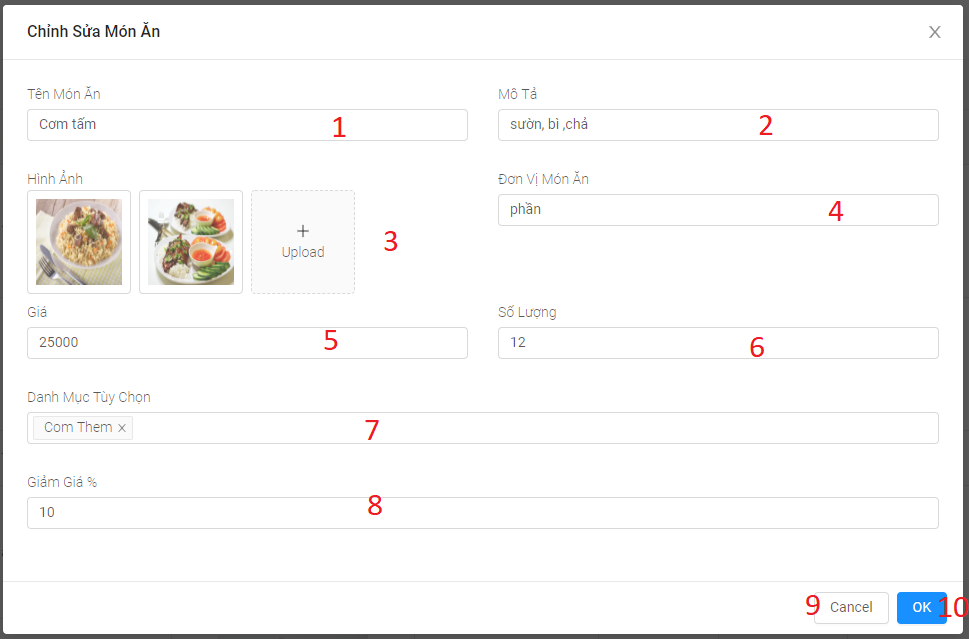 Chỉnh Sửa Món Ăn
Tên Món Ăn
Mô Tả
Cơm tấm 1
sườn, bì ,chả 2
Hình Ảnh
Đơn Vị Món Ăn
phần 4
+
Upload
3
Giá
Số Lượng
25000 5
12 6
Danh Mục Tùy Chọn
Com Them × 7
Giảm Giá %
10 8
9 Cancel
OK 10